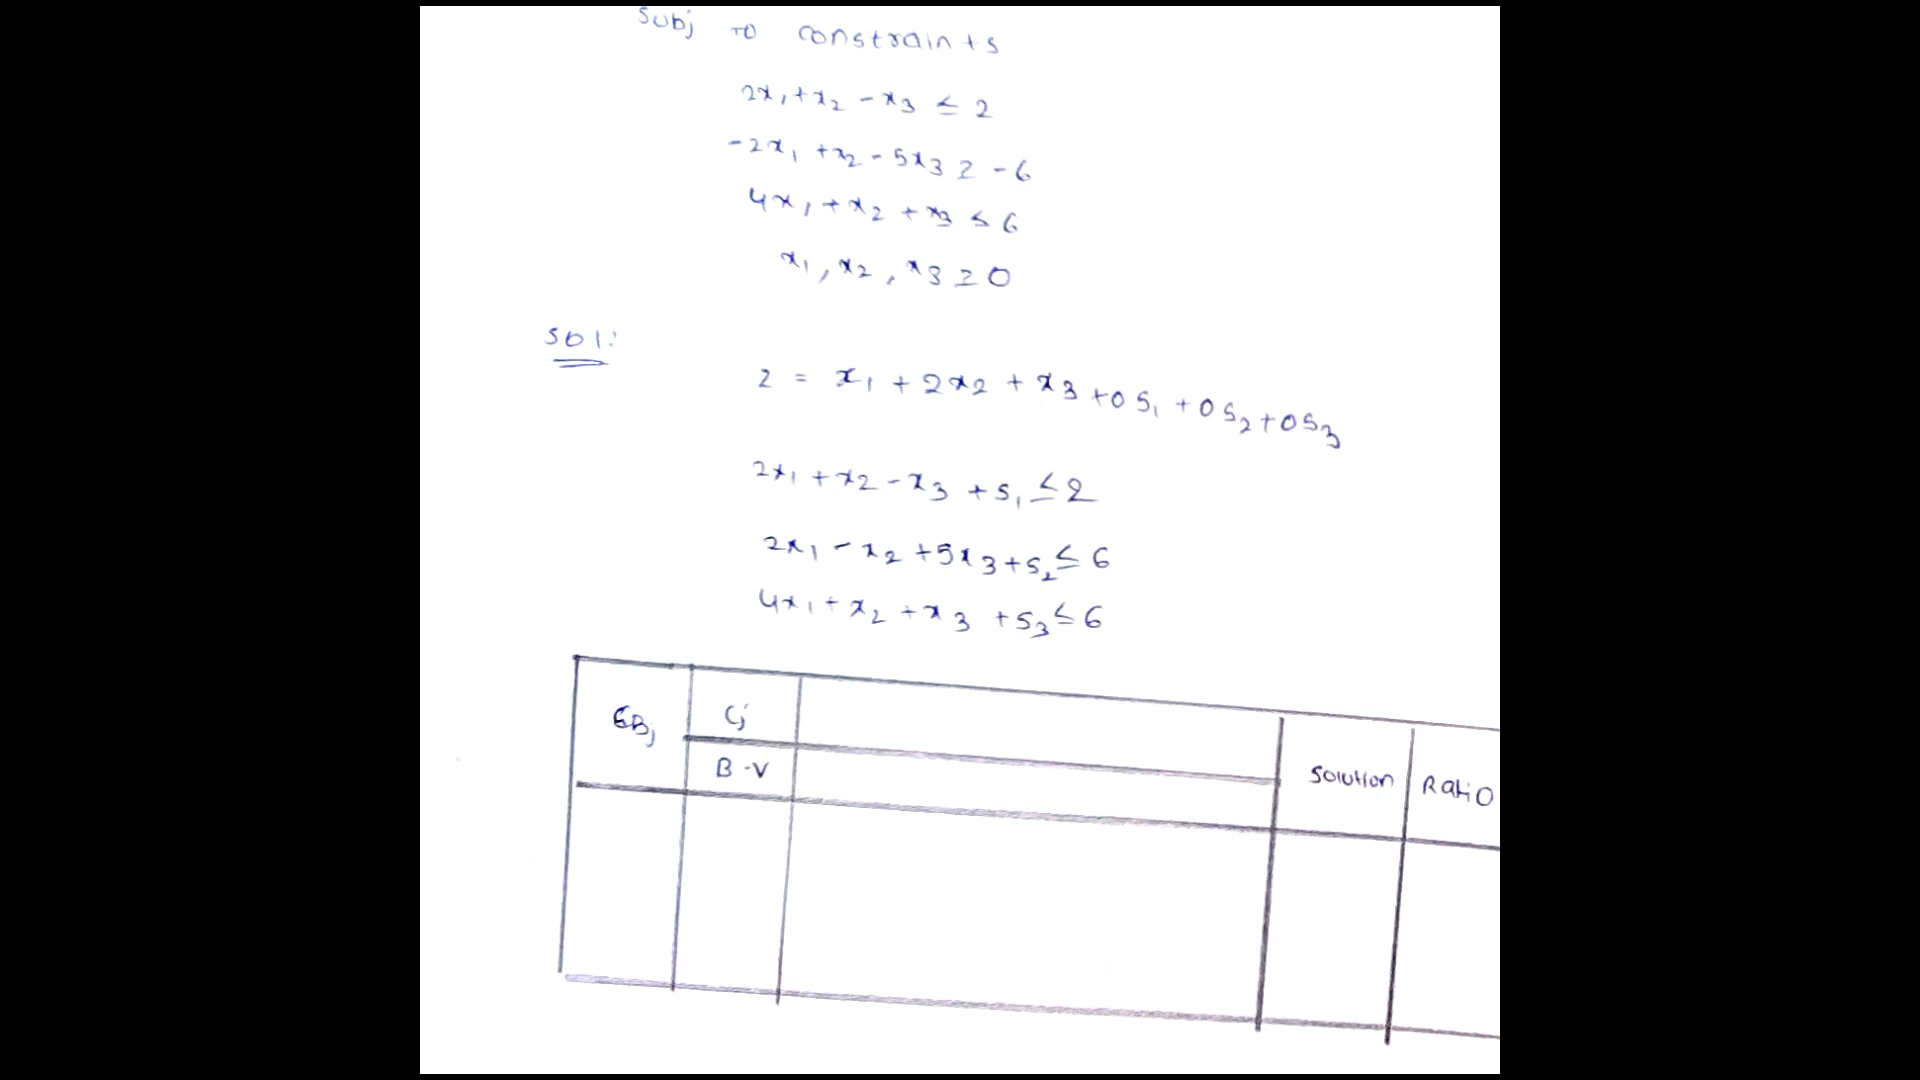 Subj to constraints
2x₁+x₂ - x₃ ≤ 2
-2x₁ +x₂ - 5x₃ ≥ -6
4x₁ + x₂ + x₃ ≤ 6
x₁, x₂, x₃ ≥ 0
Sol:
Z = x₁ + 2x₂ + x₃ +0S₁ +0S₂+0S₃
2x₁ +x₂ - x₃ +S₁ ≤2
2x₁ - x₂ +5x₃+S₂ ≤ 6
4x₁ + x₂ + x₃ +S₃ ≤ 6
CBj Cj Solution Ratio
B-V